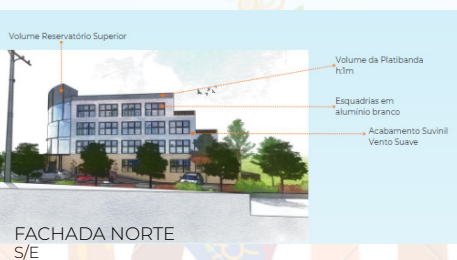 Volume Reservatório Superior
Volume da Platibanda
h:1m
Esquadrias em
alumínio branco
Acabamento Suvinil
Vento Suave
FACHADA NORTE
S/E